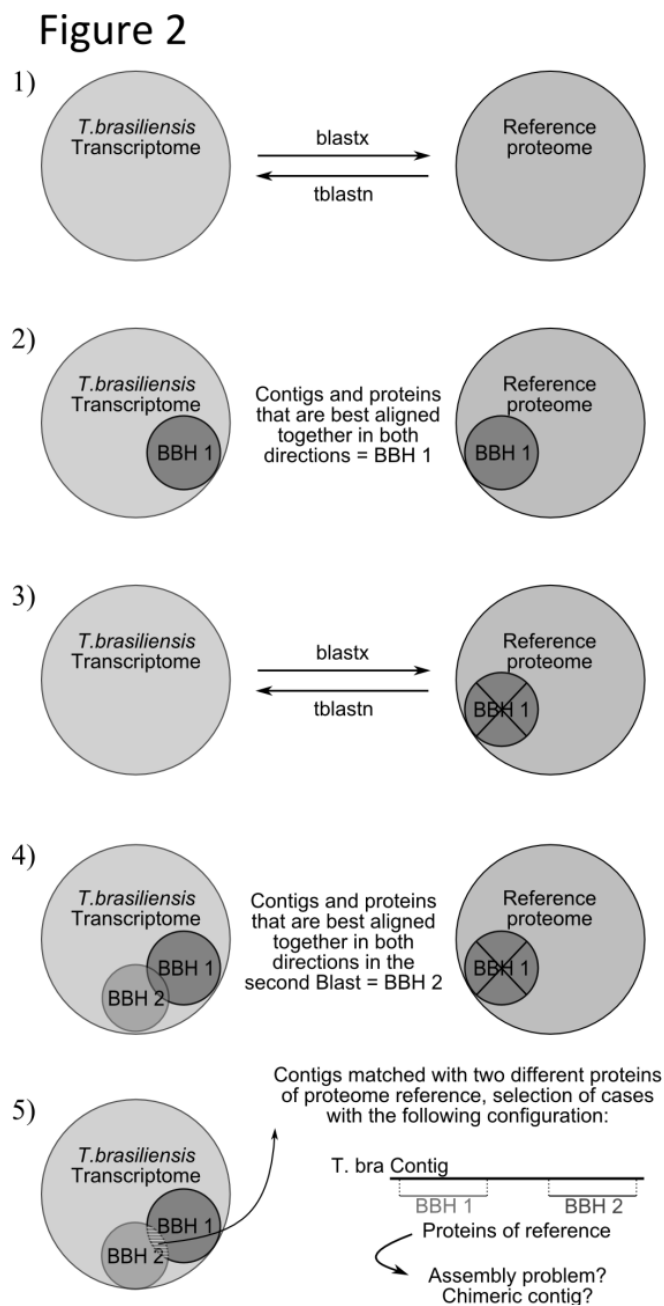 Figure 2
1)
T.brasiliensis
Transcriptome
blastx
tblastn
Reference
proteome
2)
T.brasiliensis
Transcriptome
BBH 1
Contigs and proteins
that are best aligned
together in both
directions = BBH 1
Reference
proteome
BBH 1
3)
T.brasiliensis
Transcriptome
blastx
tblastn
Reference
proteome
BBH 1
4)
T.brasiliensis
Transcriptome
BBH 1
BBH 2
Contigs and proteins
that are best aligned
together in both
directions in the
second Blast = BBH 2
Reference
proteome
BBH 1
5)
T.brasiliensis
Transcriptome
BBH 1
BBH 2
Contigs matched with two different proteins
of proteome reference, selection of cases
with the following configuration:
T. bra Contig
BBH 1
BBH 2
Proteins of reference
Assembly problem?
Chimeric contig?